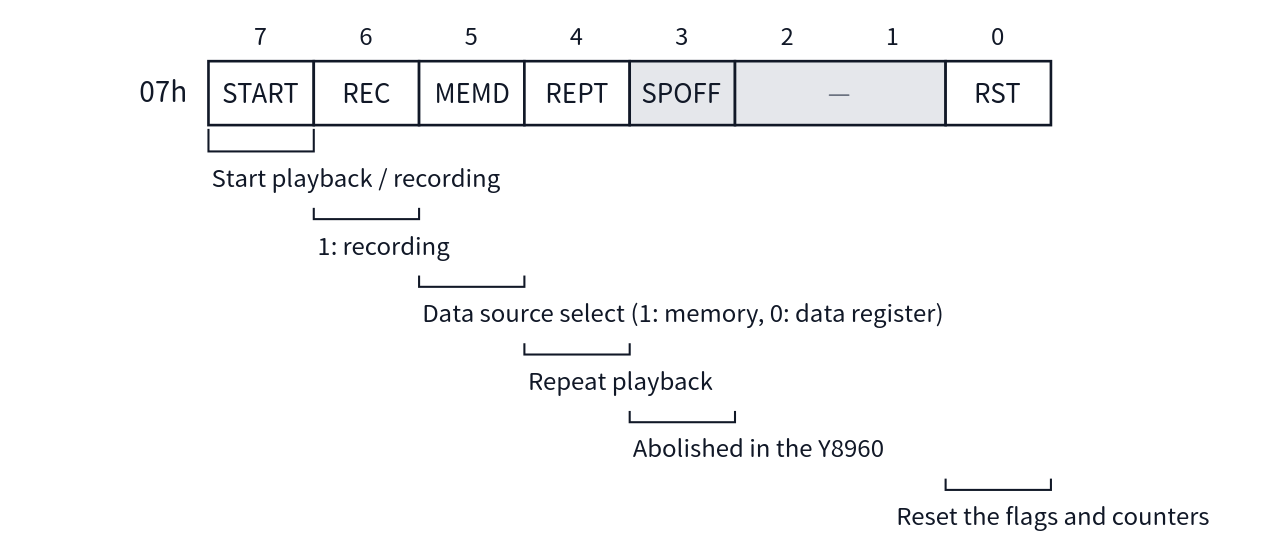 7 6 5 4 3 2 1 0
07h START REC MEMD REPT SPOFF — RST
Start playback / recording
1: recording
Data source select (1: memory, 0: data register)
Repeat playback
Abolished in the Y8960
Reset the flags and counters